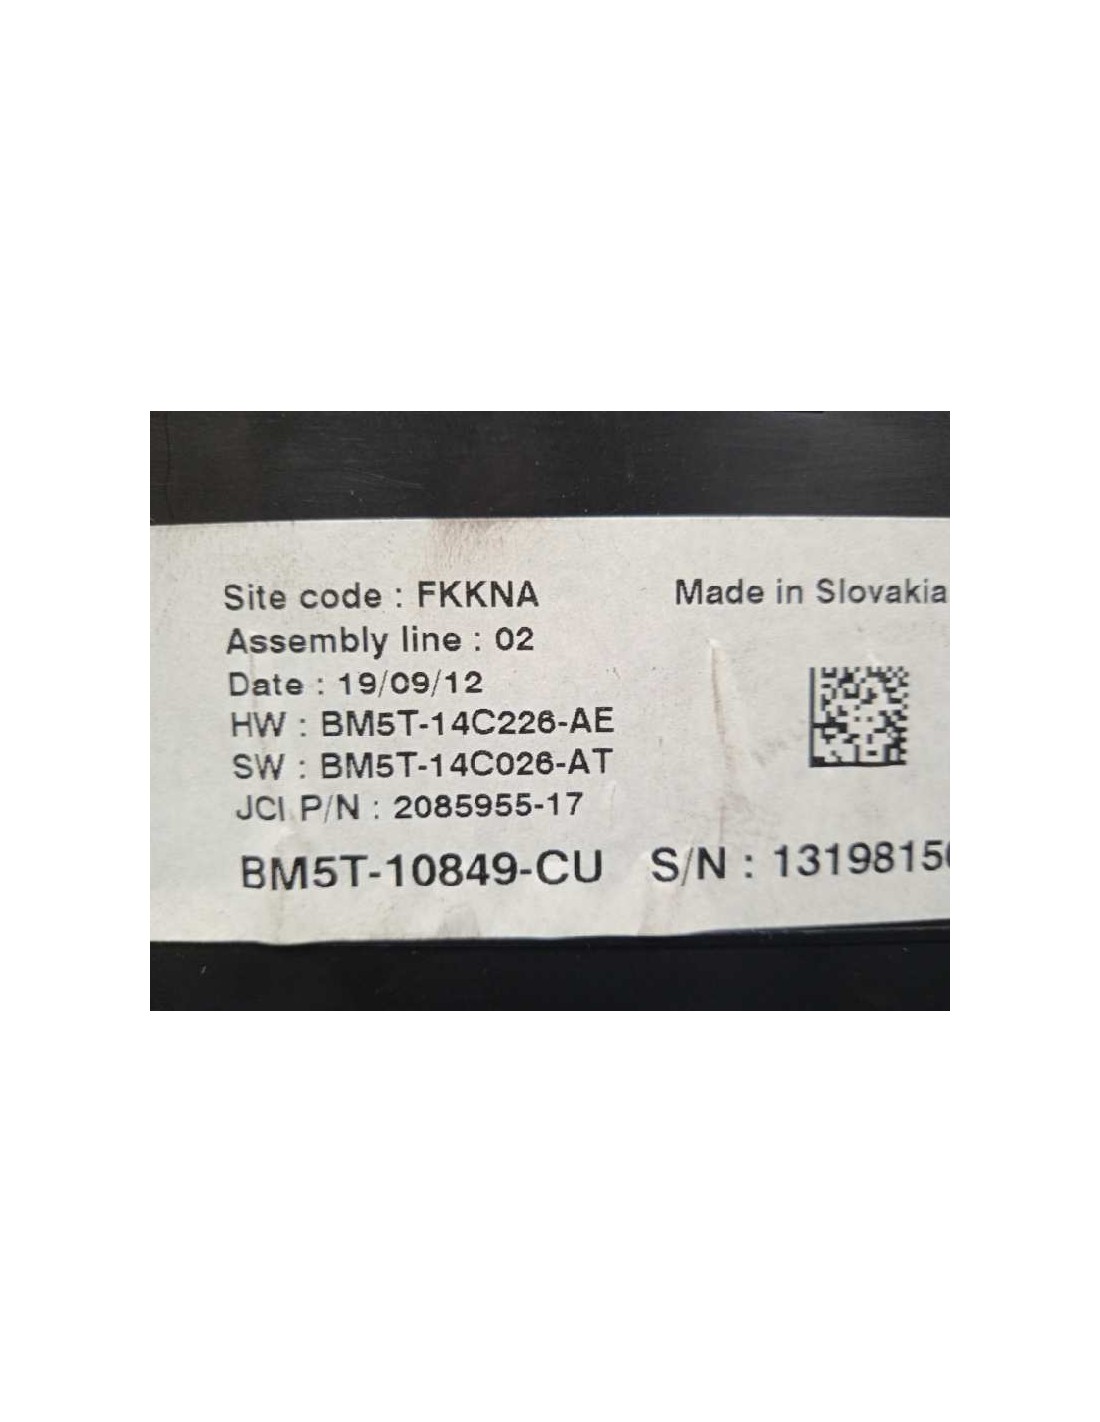 Site code : FKKNA
Made in Slovakia
Assembly line : 02
Date : 19/09/12
HW : BM5T-14C226-AE
SW : BM5T-14C026-AT
JCI P/N : 2085955-17
BM5T-10849-CU S/N : 1319815